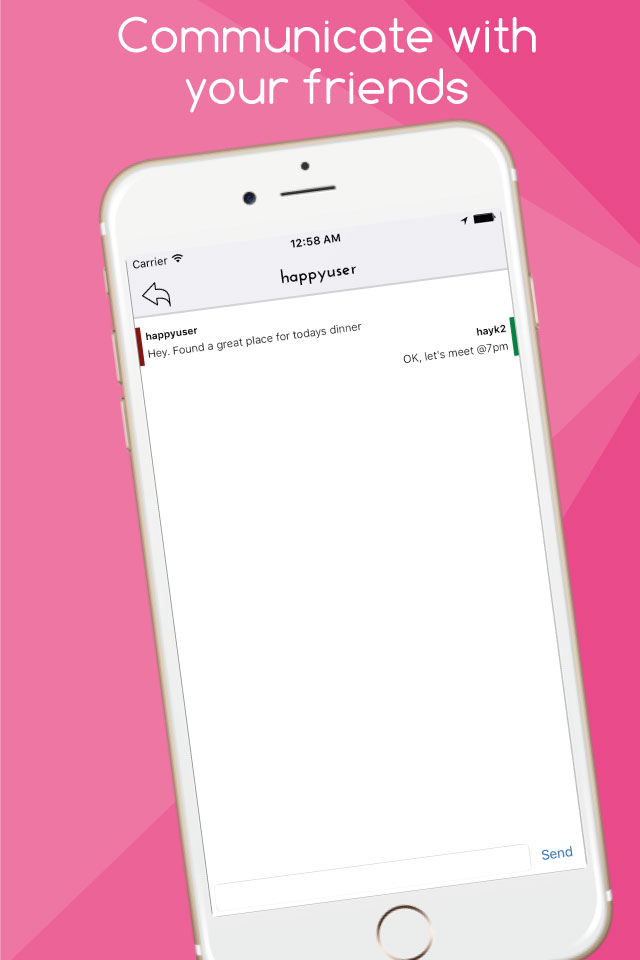 Communicate with
your friends
Carrier 12:58 AM
happyuser
happyuser
Hey. Found a great place for todays dinner
hayk2
OK, let's meet @7pm
Send